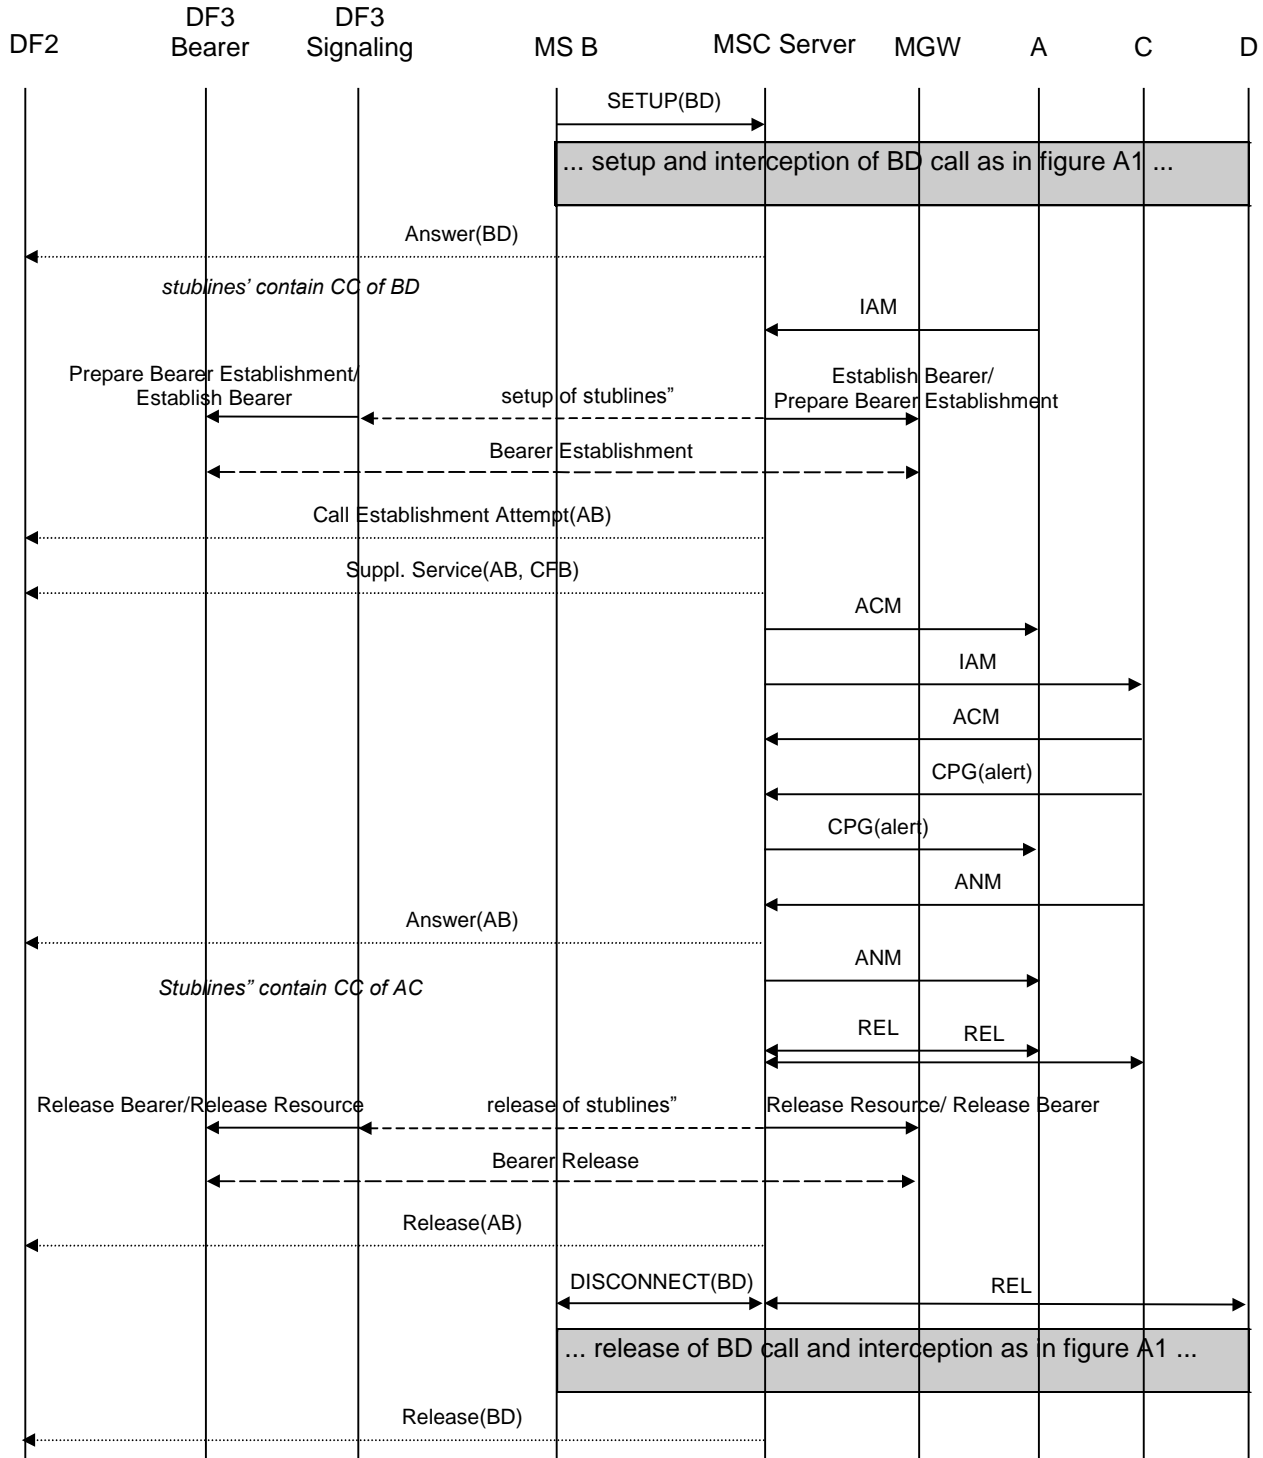 DF2
DF3
Bearer
DF3
Signaling
MS B
MSC Server
MGW
A
C
D
SETUP(BD)
... setup and interception of BD call as in figure A1 ...
Answer(BD)
stublines’ contain CC of BD
IAM
Prepare Bearer Establishment/
Establish Bearer
setup of stublines”
Establish Bearer/
Prepare Bearer Establishment
Bearer Establishment
Call Establishment Attempt(AB)
Suppl. Service(AB, CFB)
ACM
IAM
ACM
CPG(alert)
CPG(alert)
ANM
Answer(AB)
ANM
Stublines” contain CC of AC
REL
REL
Release Bearer/Release Resource
release of stublines”
Release Resource/ Release Bearer
Bearer Release
Release(AB)
DISCONNECT(BD)
REL
... release of BD call and interception as in figure A1 ...
Release(BD)